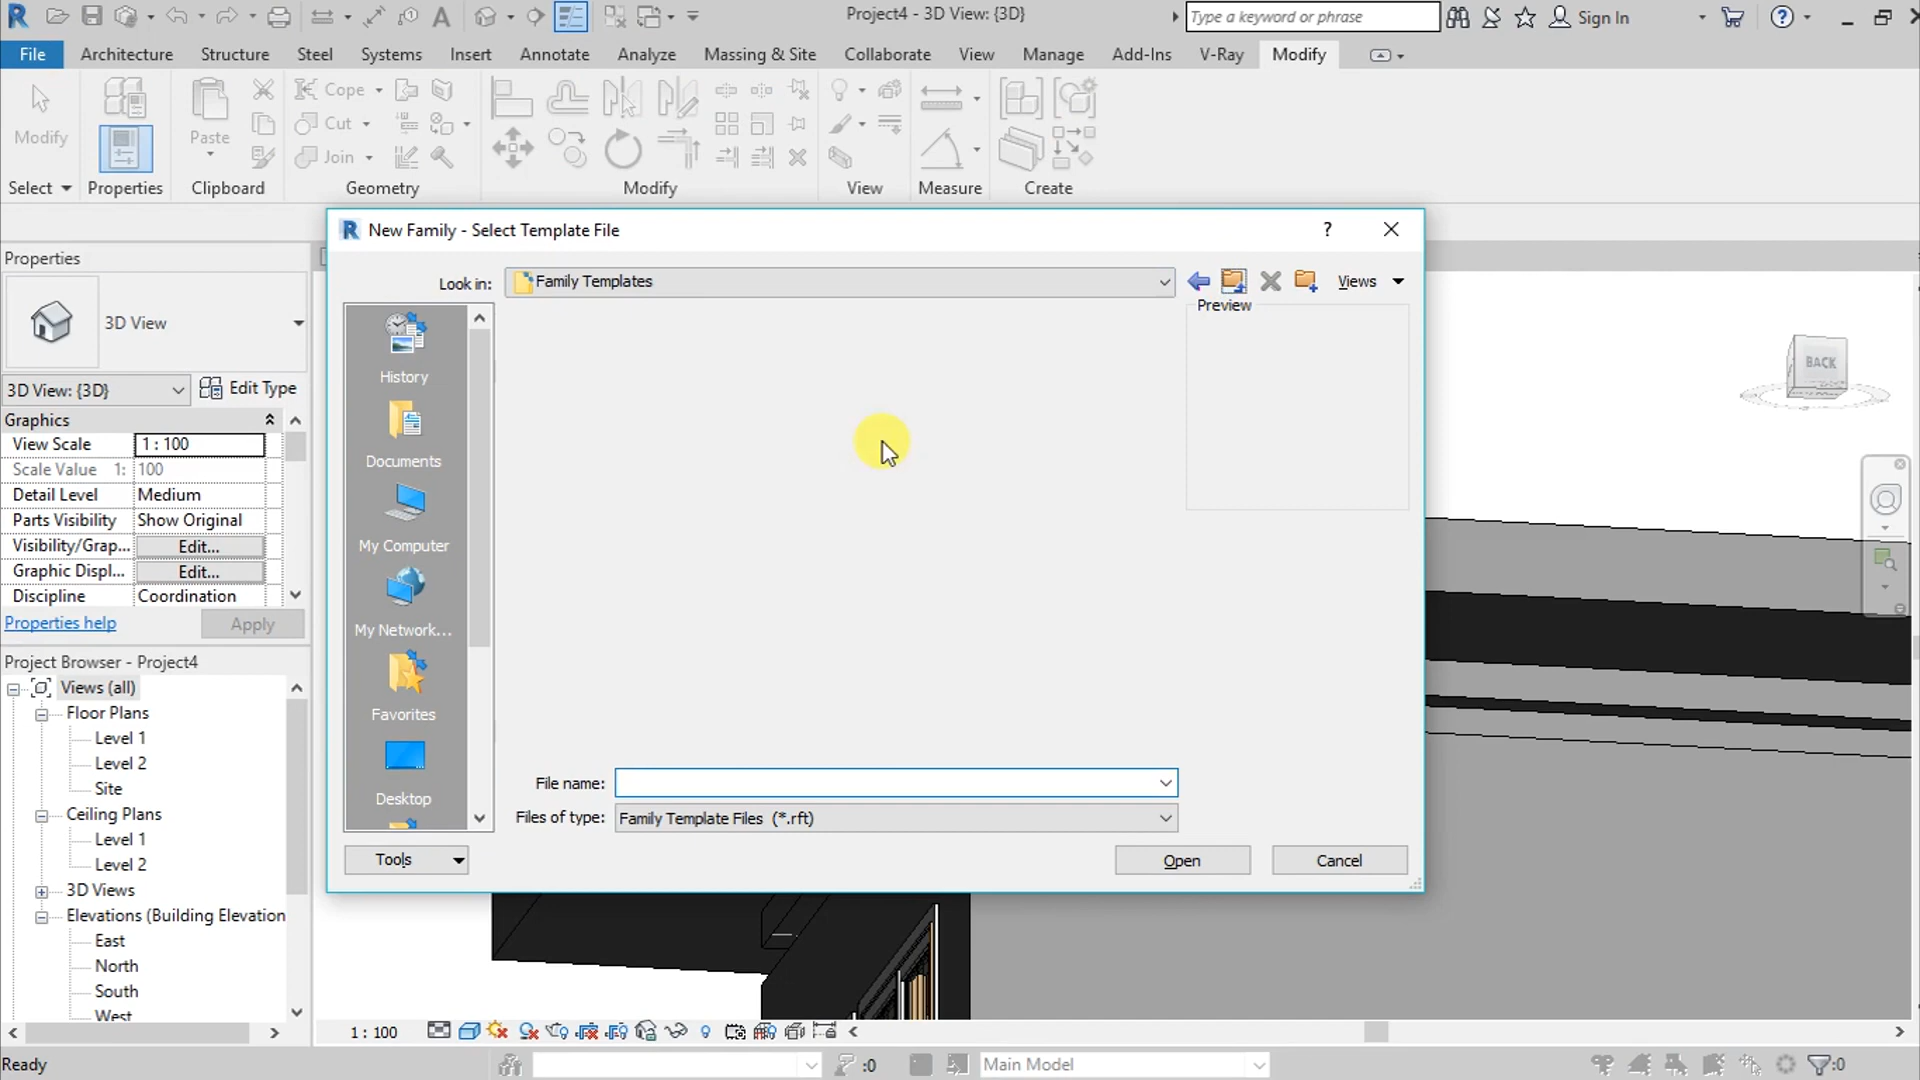 Project4 - 3D View: {3D}
Type a keyword or phrase
Sign In
File Architecture Structure Steel Systems Insert Annotate Analyze Massing & Site Collaborate View Manage Add-Ins V-Ray Modify
Modify
Paste
Cope
Cut
Join
Select Properties Clipboard Geometry Modify View Measure Create
Properties
3D View
3D View: {3D} Edit Type
Graphics
View Scale 1 : 100
Scale Value 1: 100
Detail Level Medium
Parts Visibility Show Original
Visibility/Grap... Edit...
Graphic Displ... Edit...
Discipline Coordination
Properties help Apply
Project Browser - Project4
Views (all)
Floor Plans
Level 1
Level 2
Site
Ceiling Plans
Level 1
Level 2
3D Views
Elevations (Building Elevation
East
North
South
West
New Family - Select Template File
Look in: Family Templates
Views
Preview
History
Documents
My Computer
My Network...
Favorites
Desktop
File name:
Files of type: Family Template Files (*.rft)
Tools
Open
Cancel
BACK
1 : 100
Ready
:0
Main Model
:0